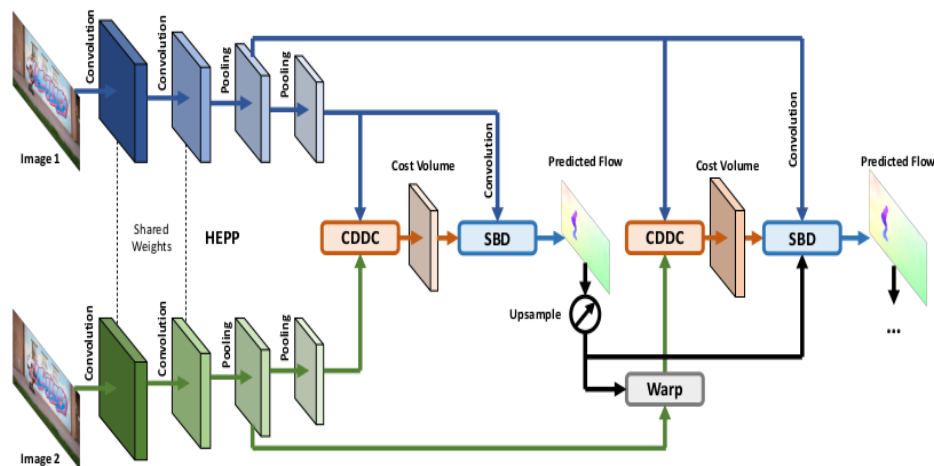 Convolution
Convolution
Pooling
Pooling
Image 1
Shared
Weights
HEPP
CDDC
Cost Volume
Convolution
SBD
Predicted Flow
Upsample
Warp
CDDC
Cost Volume
Convolution
SBD
Predicted Flow
...
Convolution
Convolution
Pooling
Pooling
Image 2